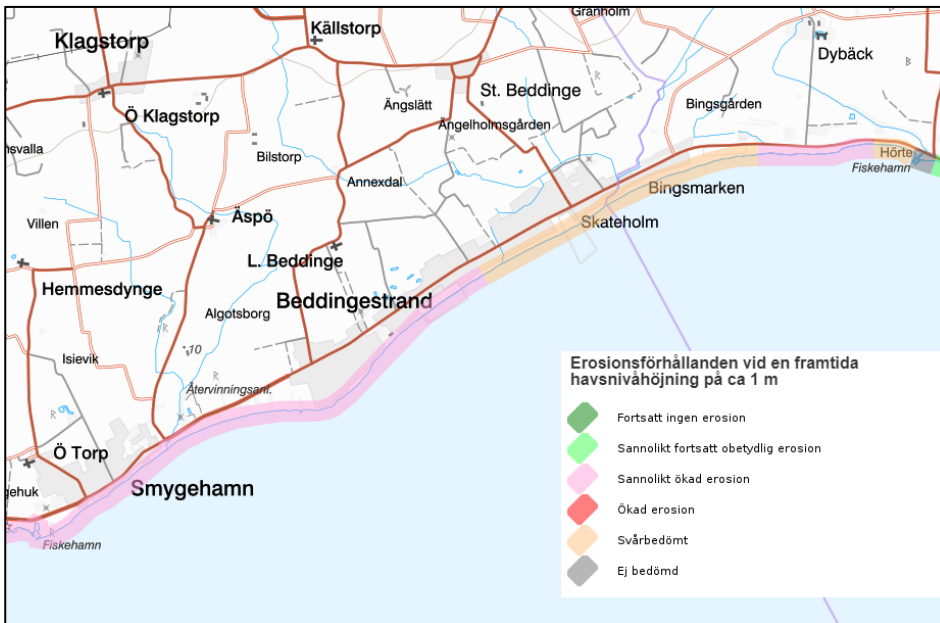 Granholm
Klagstorp
Källstorp
Dybäck
St. Beddinge
Ängslätt
Bingsgården
Ö Klagstorp
Ängelholmsgården
Bilstorp
Hörte
Annexdal
Fiskehamn
Bingsmarken
Villen
Äspö
Skateholm
L. Beddinge
Hemmesdynge
Beddingestrand
Algotsborg
10
Isievik
Återvinningsanl.
Ö Torp
Smygehamn
Fiskehamn
Erosionsförhållanden vid en framtida
havsnivåhöjning på ca 1 m
Fortsatt ingen erosion
Sannolikt fortsatt obetydlig erosion
Sannolikt ökad erosion
Ökad erosion
Svårbedömt
Ej bedömd